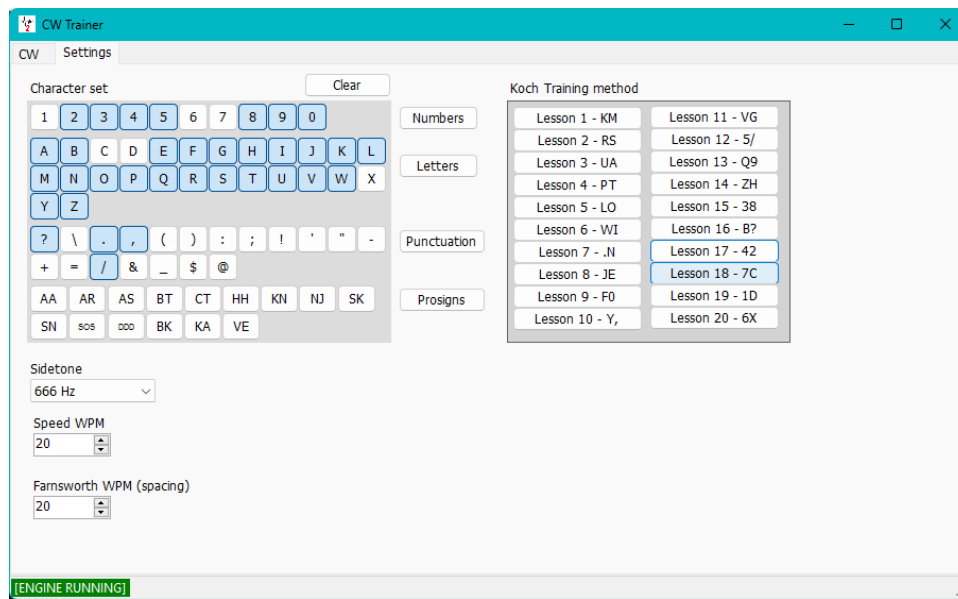 CW Trainer
CW Settings
Character set Clear
1 2 3 4 5 6 7 8 9 0 Numbers
A B C D E F G H I J K L
M N O P Q R S T U V W X Letters
Y Z
? \ . , ( ) : ; ! ' " - Punctuation
+ = / & _ $ @
AA AR AS BT CT HH KN NJ SK Prosigns
SN SOS DDD BK KA VE
Koch Training method
Lesson 1 - KM Lesson 11 - VG
Lesson 2 - RS Lesson 12 - 5/
Lesson 3 - UA Lesson 13 - Q9
Lesson 4 - PT Lesson 14 - ZH
Lesson 5 - LO Lesson 15 - 38
Lesson 6 - WI Lesson 16 - B?
Lesson 7 - .N Lesson 17 - 42
Lesson 8 - JE Lesson 18 - 7C
Lesson 9 - F0 Lesson 19 - 1D
Lesson 10 - Y, Lesson 20 - 6X
Sidetone
666 Hz
Speed WPM
20
Farnsworth WPM (spacing)
20
[ENGINE RUNNING]